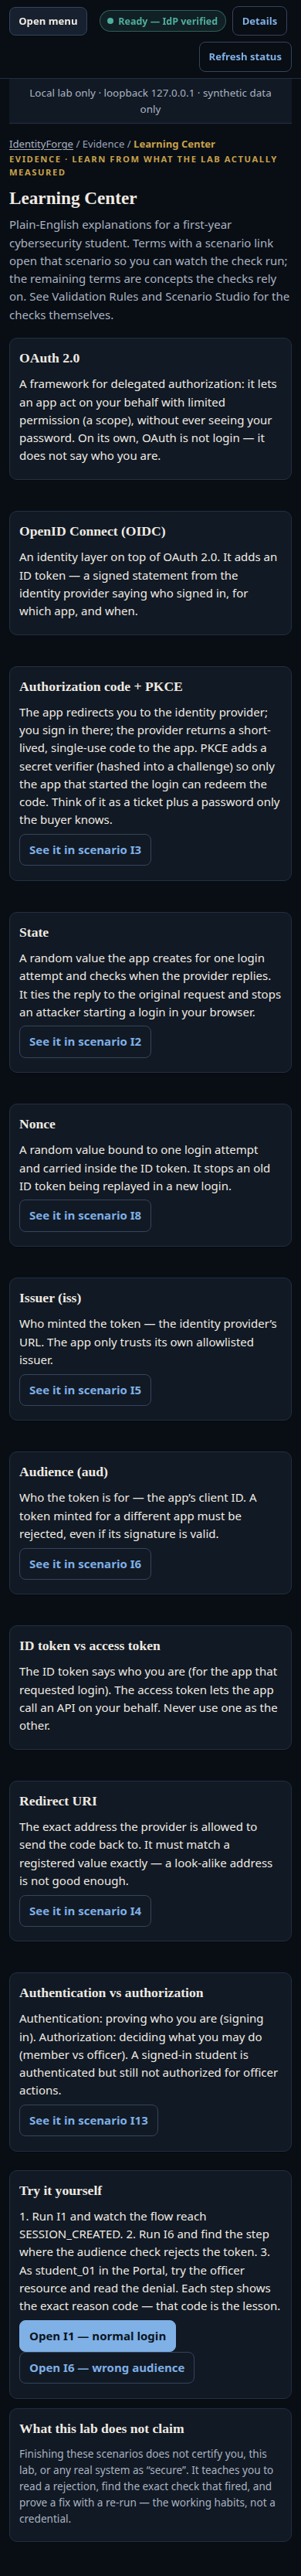 Open menu
Ready — IdP verified
Details
Refresh status
Local lab only · loopback 127.0.0.1 · synthetic data
only
IdentityForge / Evidence / Learning Center
EVIDENCE · LEARN FROM WHAT THE LAB ACTUALLY
MEASURED
Learning Center
Plain-English explanations for a first-year
cybersecurity student. Terms with a scenario link
open that scenario so you can watch the check run;
the remaining terms are concepts the checks rely
on. See Validation Rules and Scenario Studio for the
checks themselves.
OAuth 2.0
A framework for delegated authorization: it lets
an app act on your behalf with limited
permission (a scope), without ever seeing your
password. On its own, OAuth is not login — it
does not say who you are.
OpenID Connect (OIDC)
An identity layer on top of OAuth 2.0. It adds an
ID token — a signed statement from the
identity provider saying who signed in, for
which app, and when.
Authorization code + PKCE
The app redirects you to the identity provider;
you sign in there; the provider returns a short-
lived, single-use code to the app. PKCE adds a
secret verifier (hashed into a challenge) so only
the app that started the login can redeem the
code. Think of it as a ticket plus a password only
the buyer knows.
See it in scenario I3
State
A random value the app creates for one login
attempt and checks when the provider replies.
It ties the reply to the original request and stops
an attacker starting a login in your browser.
See it in scenario I2
Nonce
A random value bound to one login attempt
and carried inside the ID token. It stops an old
ID token being replayed in a new login.
See it in scenario I8
Issuer (iss)
Who minted the token — the identity provider’s
URL. The app only trusts its own allowlisted
issuer.
See it in scenario I5
Audience (aud)
Who the token is for — the app’s client ID. A
token minted for a different app must be
rejected, even if its signature is valid.
See it in scenario I6
ID token vs access token
The ID token says who you are (for the app that
requested login). The access token lets the app
call an API on your behalf. Never use one as the
other.
Redirect URI
The exact address the provider is allowed to
send the code back to. It must match a
registered value exactly — a look-alike address
is not good enough.
See it in scenario I4
Authentication vs authorization
Authentication: proving who you are (signing
in). Authorization: deciding what you may do
(member vs officer). A signed-in student is
authenticated but still not authorized for officer
actions.
See it in scenario I13
Try it yourself
1. Run I1 and watch the flow reach
SESSION_CREATED. 2. Run I6 and find the step
where the audience check rejects the token. 3.
As student_01 in the Portal, try the officer
resource and read the denial. Each step shows
the exact reason code — that code is the lesson.
Open I1 — normal login
Open I6 — wrong audience
What this lab does not claim
Finishing these scenarios does not certify you, this
lab, or any real system as “secure”. It teaches you to
read a rejection, find the exact check that fired, and
prove a fix with a re-run — the working habits, not a
credential.